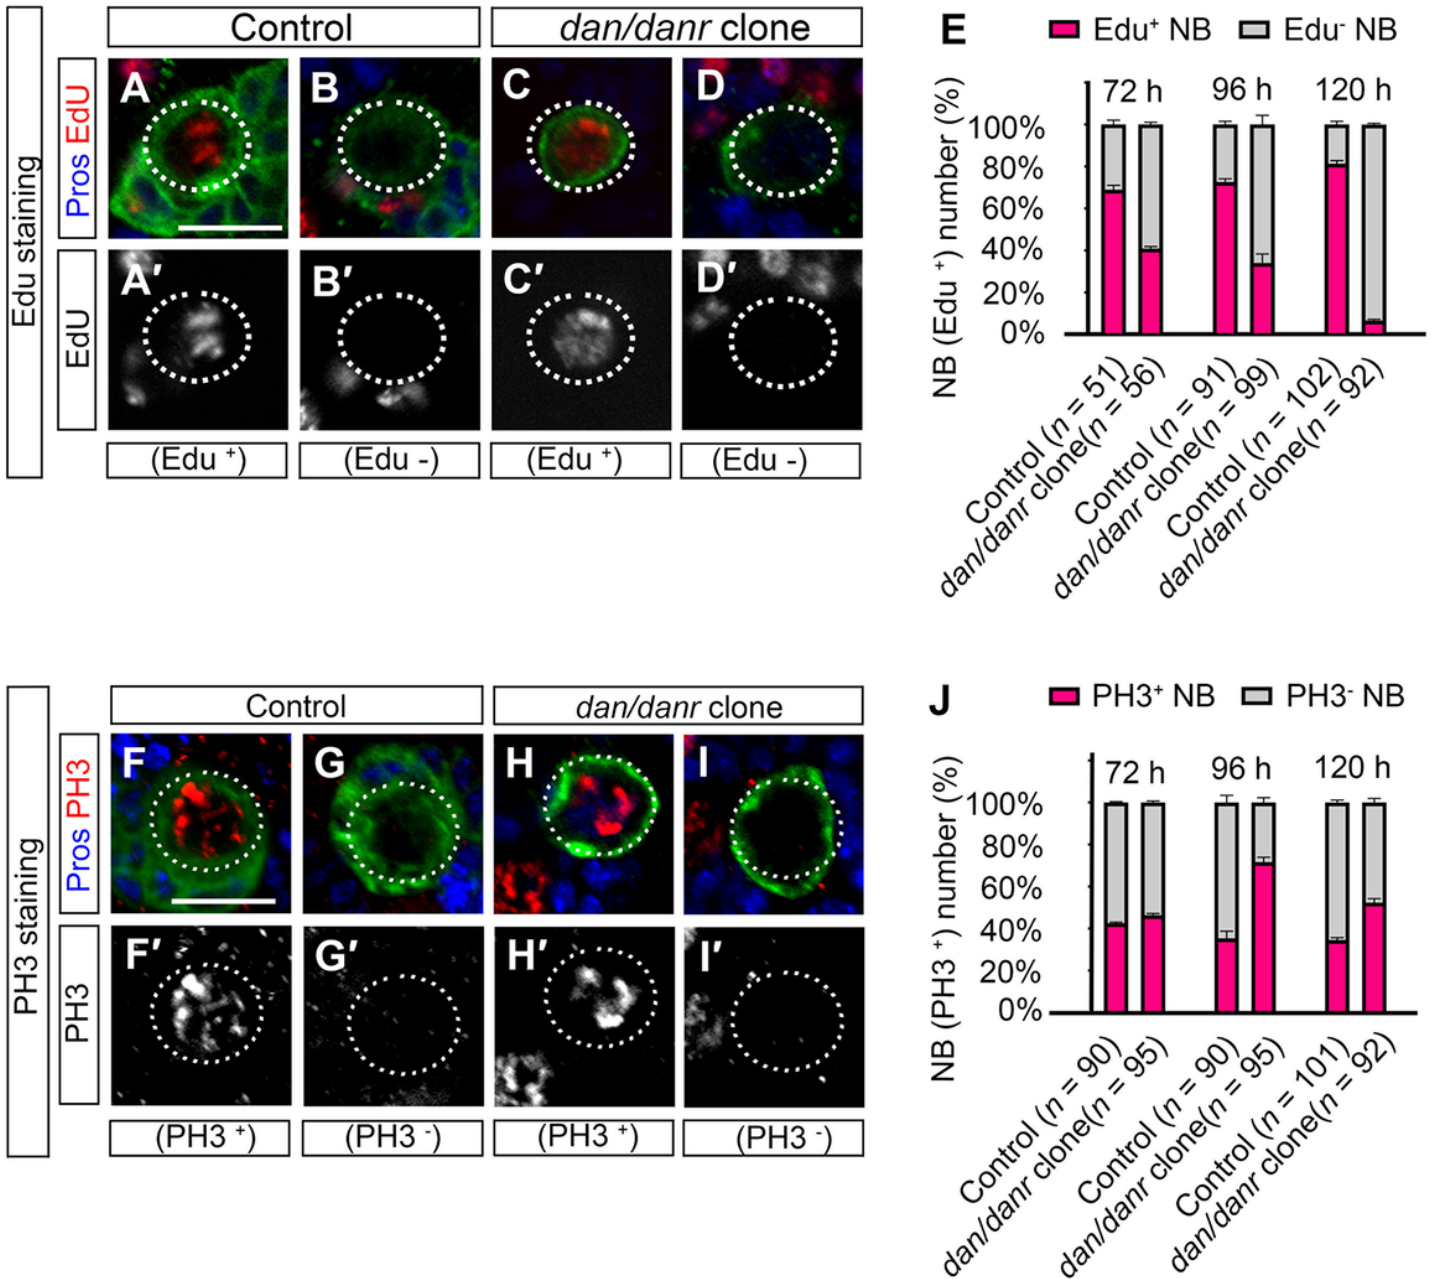 Control
dan/danr clone
Edu staining
Pros EdU
A
B
C
D
EdU
A′
B′
C′
D′
(Edu +)
(Edu -)
(Edu +)
(Edu -)
E
Edu+ NB
Edu- NB
NB (Edu +) number (%)
72 h
96 h
120 h
100%
80%
60%
40%
20%
0%
Control (n = 51)
dan/danr clone(n = 56)
Control (n = 91)
dan/danr clone(n = 99)
Control (n = 102)
dan/danr clone(n = 92)
Control
dan/danr clone
PH3 staining
Pros PH3
F
G
H
I
PH3
F′
G′
H′
I′
(PH3 +)
(PH3 -)
(PH3 +)
(PH3 -)
J
PH3+ NB
PH3- NB
NB (PH3 +) number (%)
72 h
96 h
120 h
100%
80%
60%
40%
20%
0%
Control (n = 90)
dan/danr clone(n = 95)
Control (n = 90)
dan/danr clone(n = 95)
Control (n = 101)
dan/danr clone(n = 92)